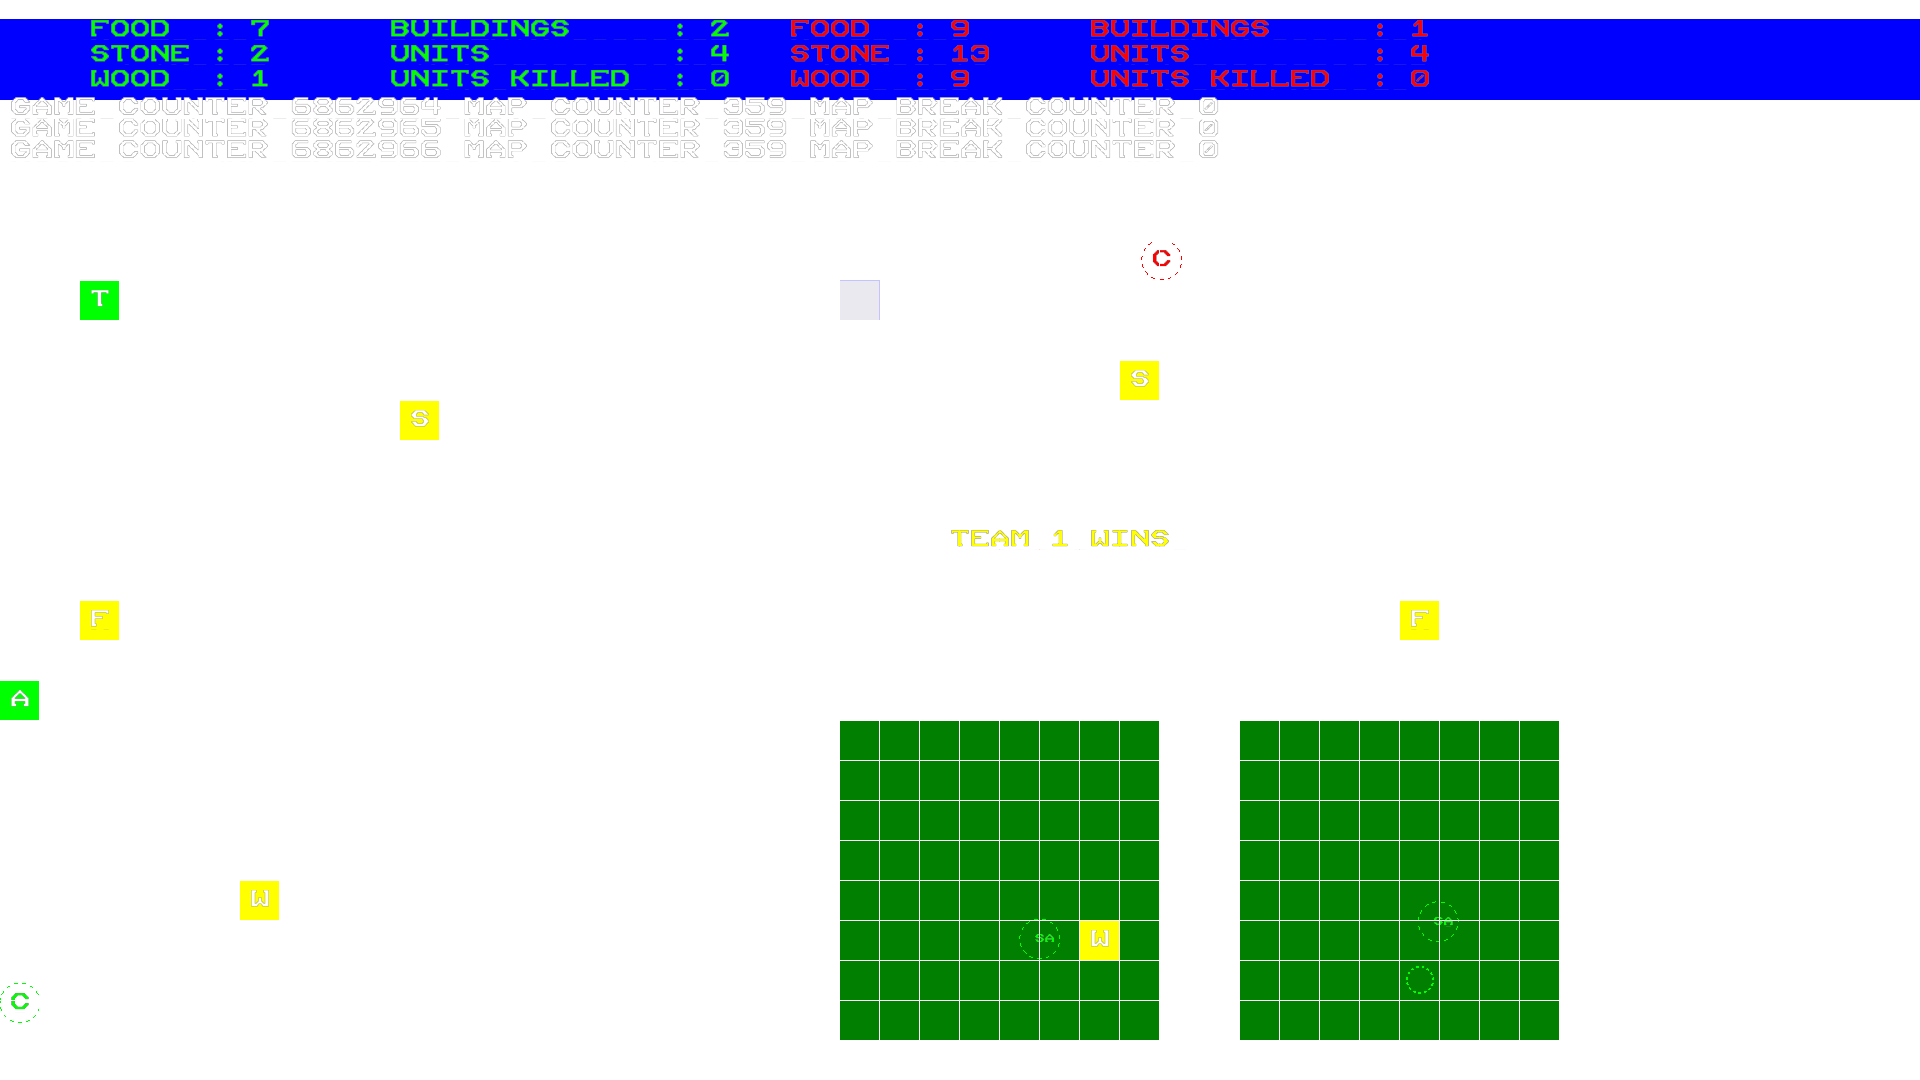 FOOD : 7 BUILDINGS : 2 FOOD : 9 BUILDINGS : 1
STONE : 2 UNITS : 4 STONE : 13 UNITS : 4
WOOD : 1 UNITS KILLED : 0 WOOD : 9 UNITS KILLED : 0
GAME COUNTER 6862964 MAP COUNTER 359 MAP BREAK COUNTER 0
GAME COUNTER 6862965 MAP COUNTER 359 MAP BREAK COUNTER 0
GAME COUNTER 6862966 MAP COUNTER 359 MAP BREAK COUNTER 0
C
T
S
S
TEAM 1 WINS
F F
A
W
SA
SA W
C